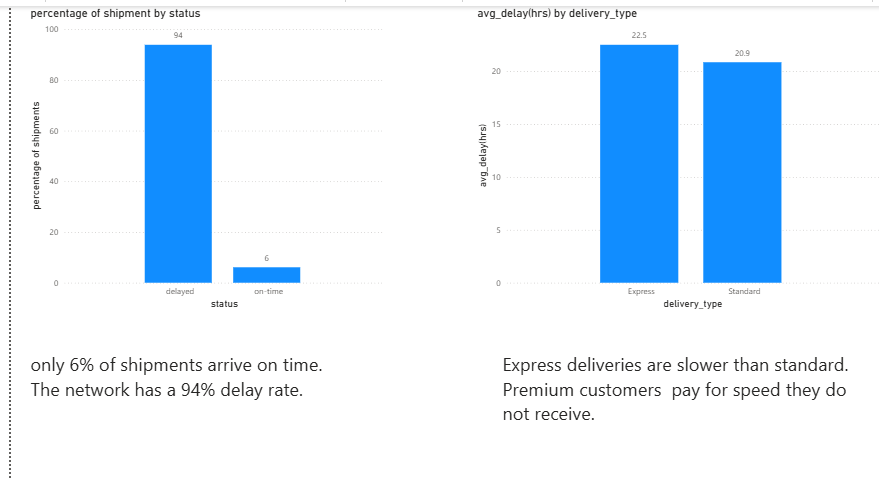 percentage of shipment by status
100
80
60
40
20
0
percentage of shipments
94
6
delayed
on-time
status
avg_delay(hrs) by delivery_type
20
15
10
5
0
avg_delay(hrs)
22.5
20.9
Express
Standard
delivery_type
only 6% of shipments arrive on time.
The network has a 94% delay rate.
Express deliveries are slower than standard.
Premium customers  pay for speed they do
not receive.